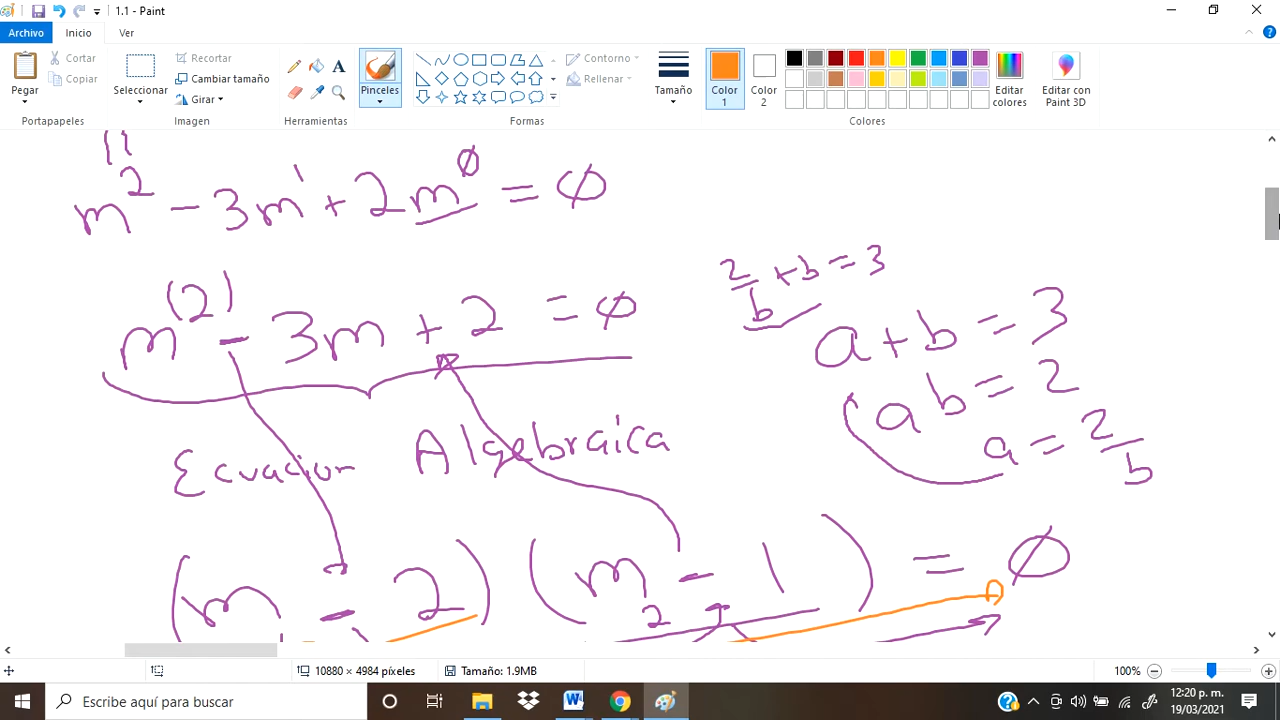 1.1 - Paint
Archivo Inicio Ver
Pegar Cortar Copiar Seleccionar Recortar Cambiar tamaño Girar Pinceles Contorno Rellenar Tamaño Color 1 Color 2 Editar colores Editar con Paint 3D
Portapapeles Imagen Herramientas Formas Colores
m² - 3m¹ + 2m⁰ = 0
2/b + b = 3
m⁽²⁾ - 3m + 2 = 0
a + b = 3
ab = 2
a = 2/b
Ecuacion Algebraica
(m - 2) (m - 1) = 0
2
10880 × 4984 píxeles Tamaño: 1.9MB 100%
Escribe aquí para buscar
12:20 p. m.
19/03/2021